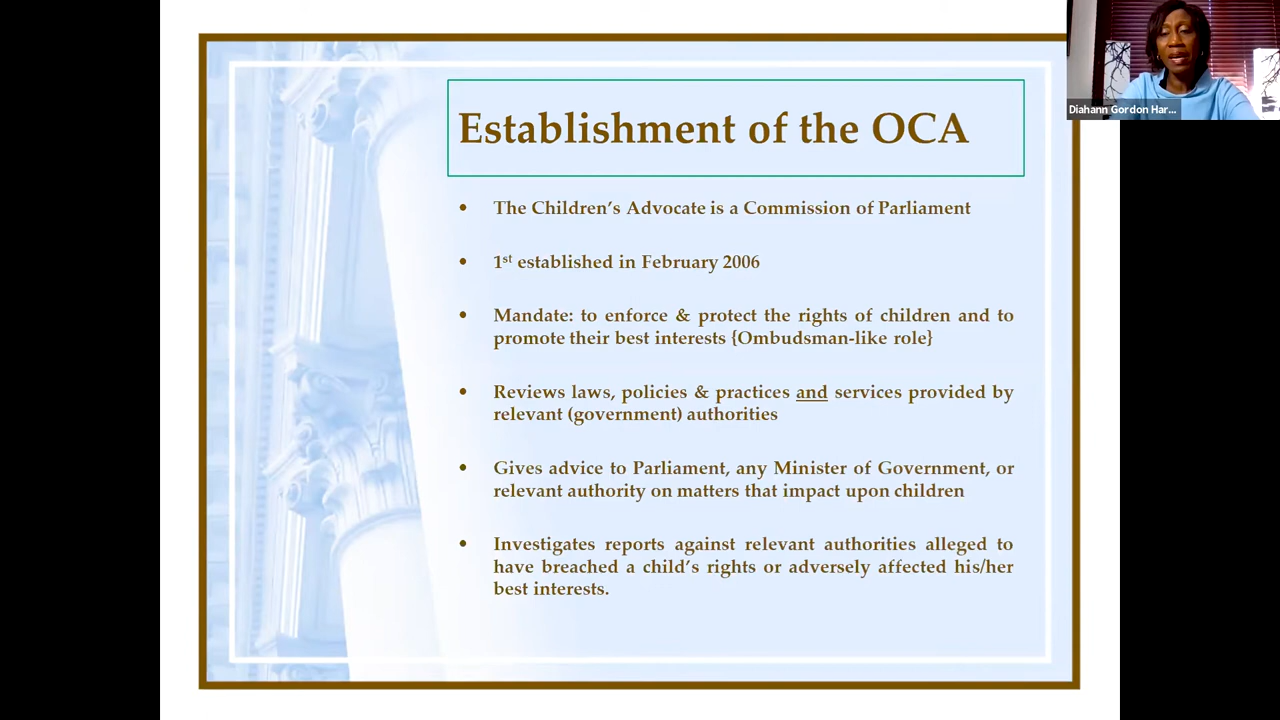 Establishment of the OCA
• The Children's Advocate is a Commission of Parliament
• 1st established in February 2006
• Mandate: to enforce & protect the rights of children and to
promote their best interests {Ombudsman-like role}
• Reviews laws, policies & practices and services provided by
relevant (government) authorities
• Gives advice to Parliament, any Minister of Government, or
relevant authority on matters that impact upon children
• Investigates reports against relevant authorities alleged to
have breached a child's rights or adversely affected his/her
best interests.
Diahann Gordon Har...